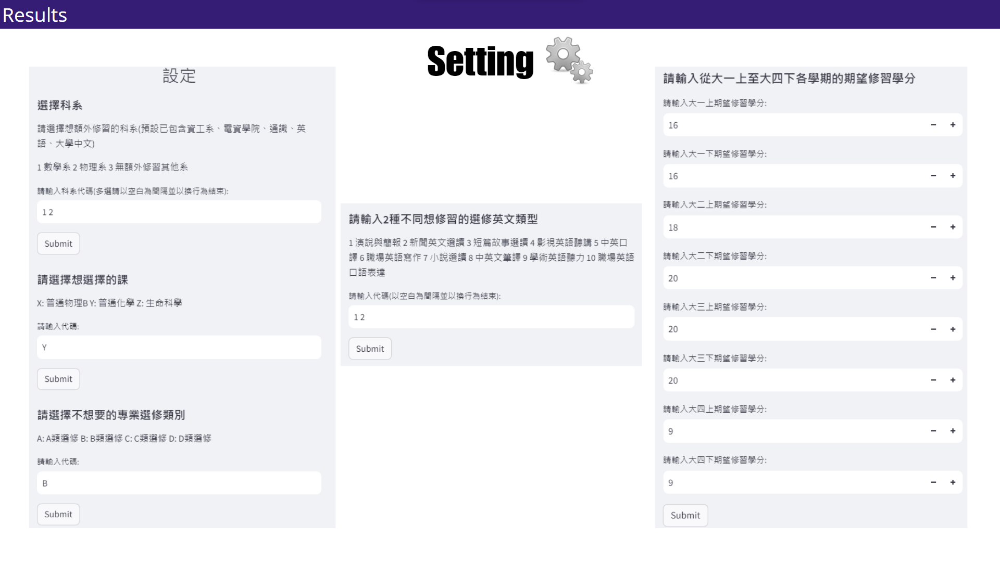 Results
Setting
設定
選擇科系
請選擇想額外修習的科系(預設已包含資工系、電資學院、通識、英
語、大學中文)
1 數學系 2 物理系 3 無額外修習其他系
請輸入科系代碼(多選請以空白為間隔並以換行為結束):
1 2
Submit
請選擇想選擇的課
X: 普通物理B Y: 普通化學 Z: 生命科學
請輸入代碼:
Y
Submit
請選擇不想要的專業選修類別
A: A類選修 B: B類選修 C: C類選修 D: D類選修
請輸入代碼:
B
Submit
請輸入2種不同想修習的選修英文類型
1 演說與簡報 2 新聞英文選讀 3 短篇故事選讀 4 影視英語聽講 5 中英口
譯 6 職場英語寫作 7 小說選讀 8 中英文筆譯 9 學術英語聽力 10 職場英語
口語表達
請輸入代碼(以空白為間隔並以換行為結束):
1 2
Submit
請輸入從大一上至大四下各學期的期望修習學分
請輸入大一上期望修習學分:
16 − +
請輸入大一下期望修習學分:
16 − +
請輸入大二上期望修習學分:
18 − +
請輸入大二下期望修習學分:
20 − +
請輸入大三上期望修習學分:
20 − +
請輸入大三下期望修習學分:
20 − +
請輸入大四上期望修習學分:
9 − +
請輸入大四下期望修習學分:
9 − +
Submit